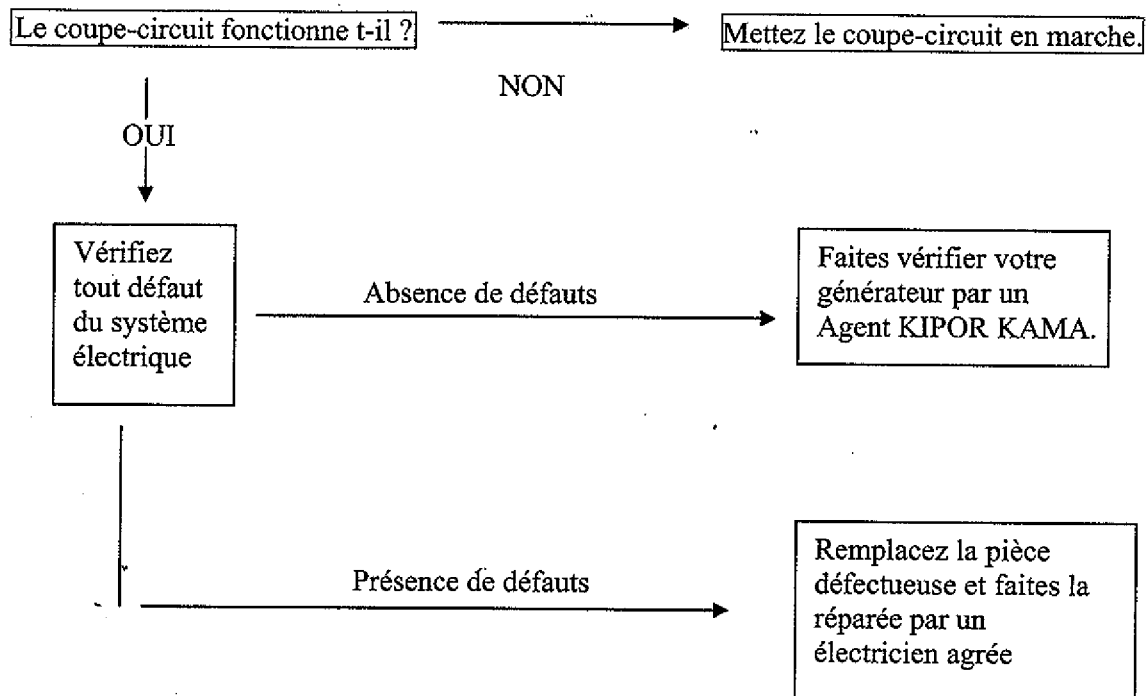 Le coupe-circuit fonctionne t-il ?
Mettez le coupe-circuit en marche.
NON
OUI
Vérifiez
tout défaut
du système
électrique
Absence de défauts
Faites vérifier votre
générateur par un
Agent KIPOR KAMA.
Présence de défauts
Remplacez la pièce
défectueuse et faites la
réparée par un
électricien agrée